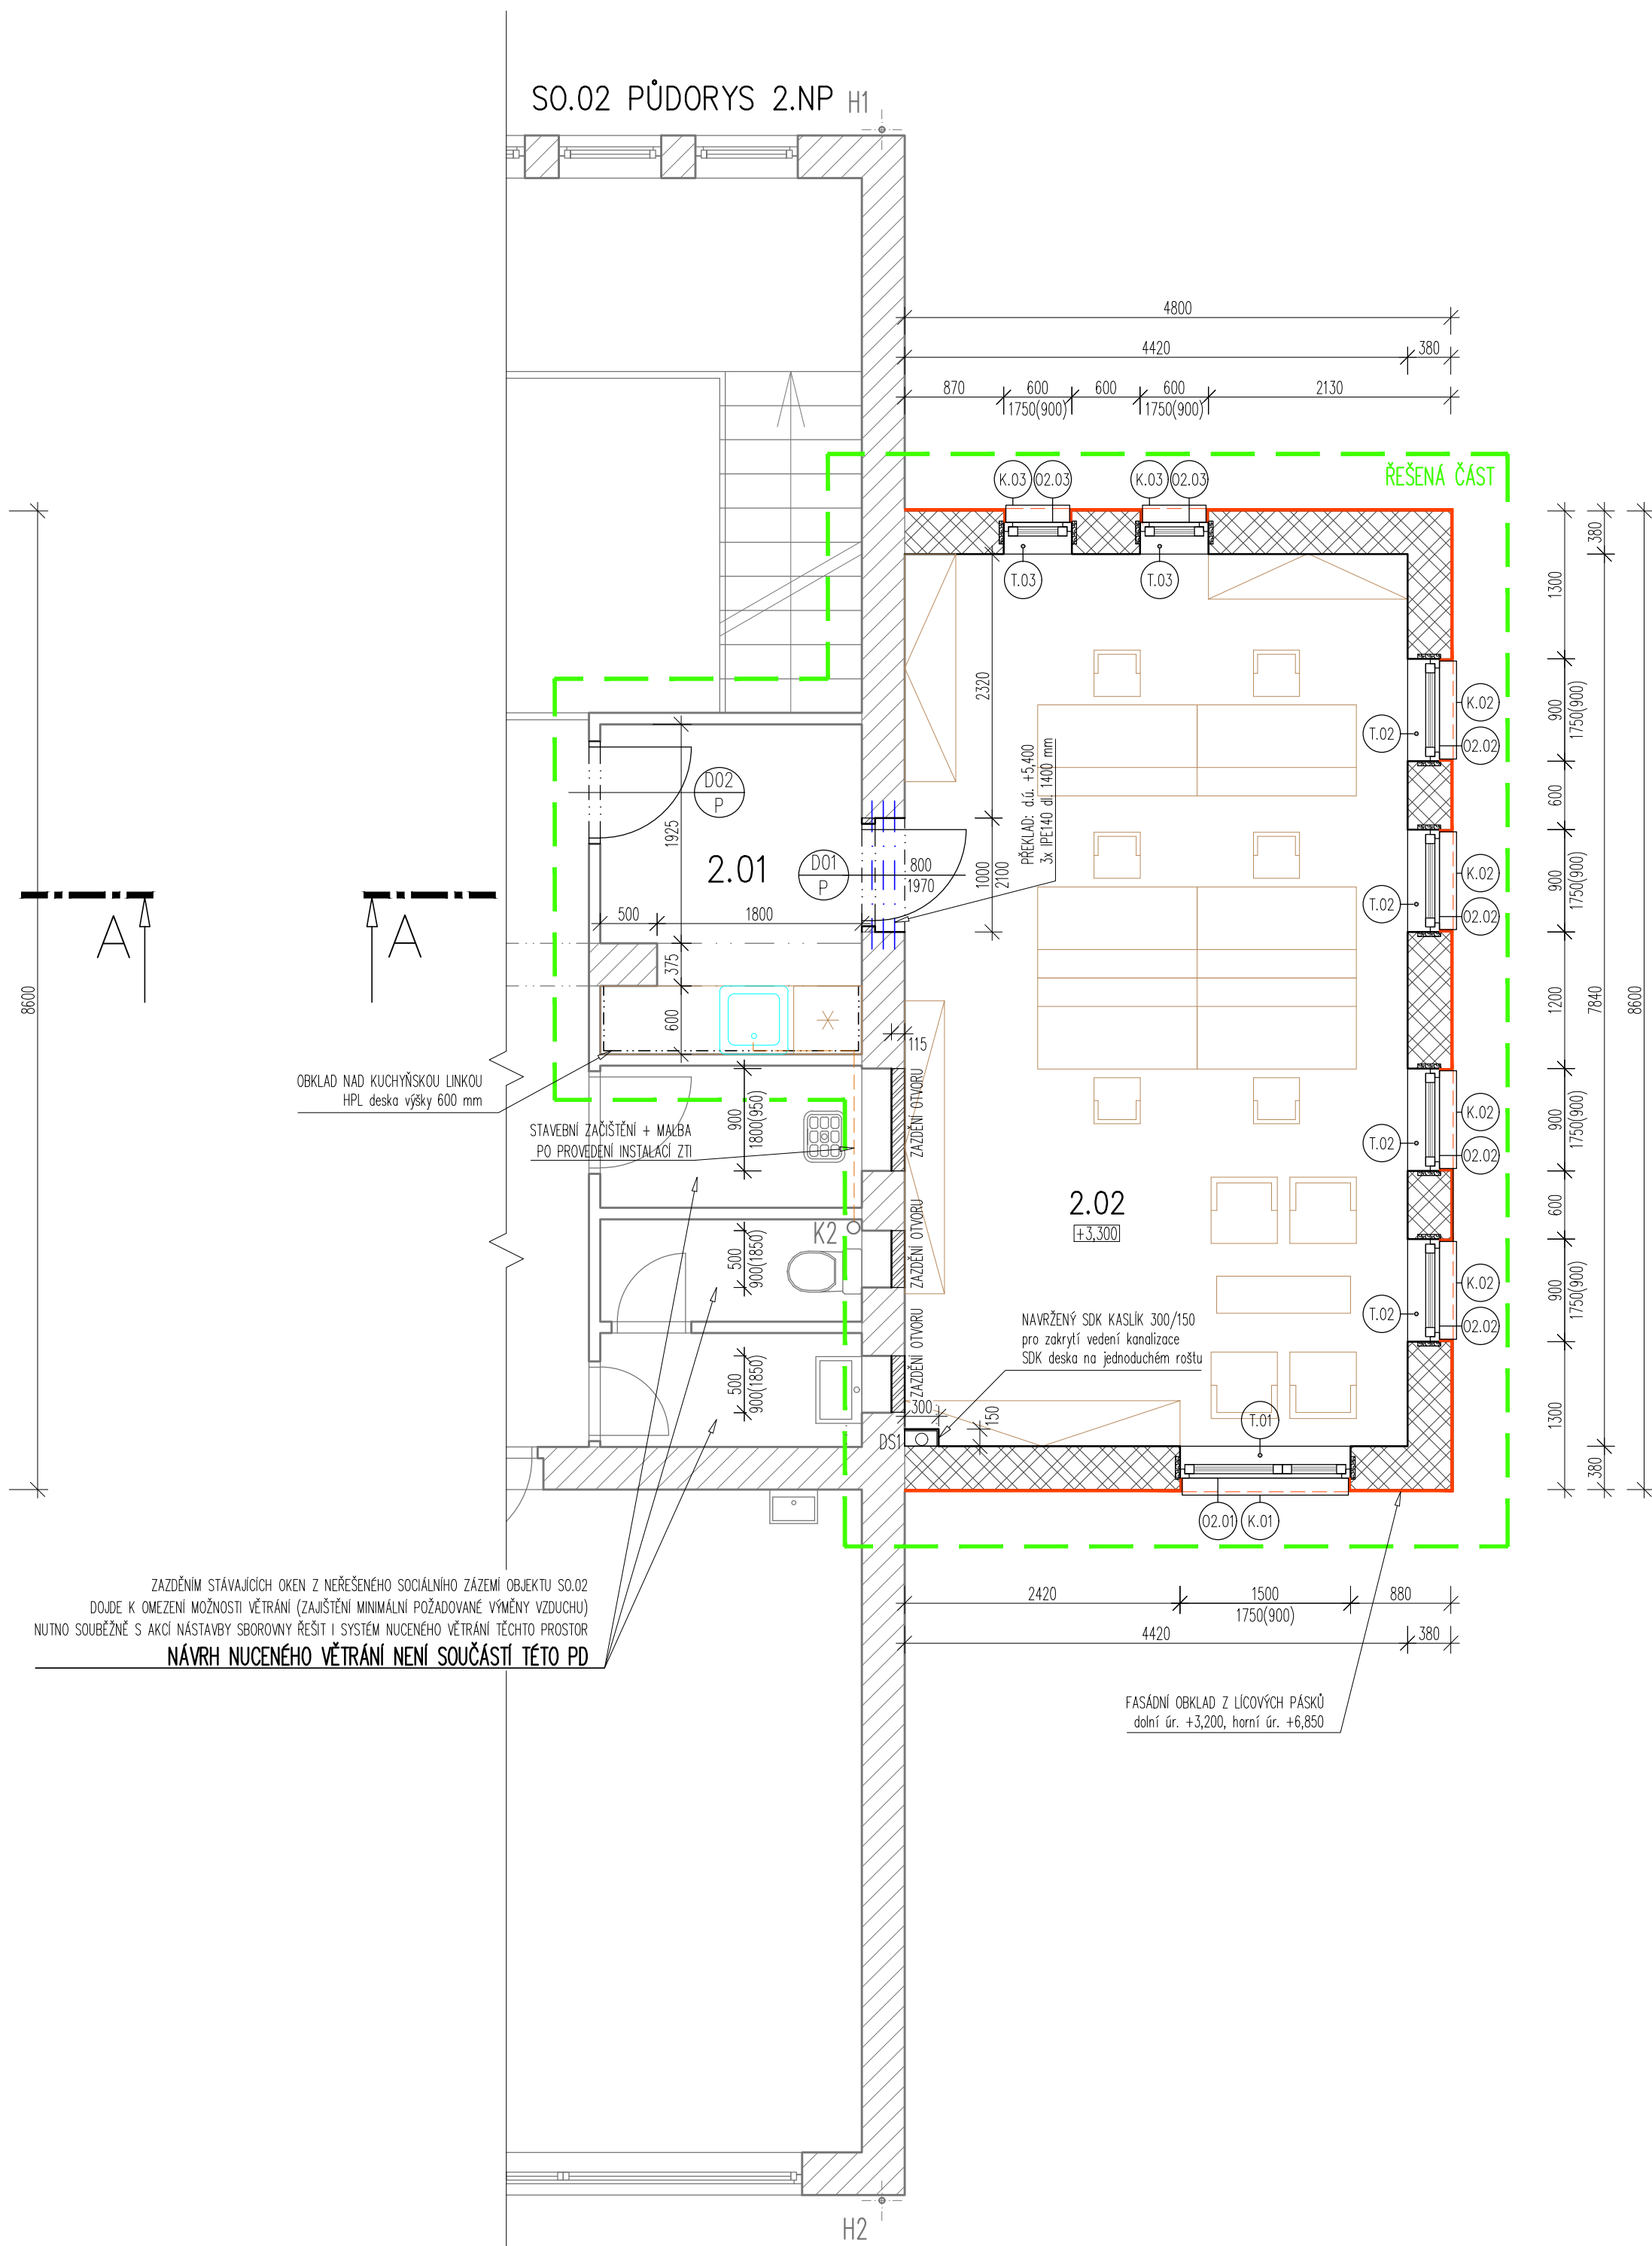 SO.02 PŮDORYS 2.NP
H1
4800
4420
380
870
600
600
600
2130
1750(900)
1750(900)
ŘEŠENÁ ČÁST
K.03
O2.03
K.03
O2.03
T.03
T.03
380
1300
2320
K.02
T.02
O2.02
900
1750(900)
D02
P
1925
PŘEKLAD: d.ú. +5,400
3x IPE140 dl. 1400 mm
600
2.01
D01
P
800
1970
1000
2100
K.02
T.02
O2.02
900
1750(900)
A
A
500
1800
375
8600
600
115
1200
7840
8600
OBKLAD NAD KUCHYŇSKOU LINKOU
HPL deska výšky 600 mm
STAVEBNÍ ZAČIŠTĚNÍ + MALBA
PO PROVEDENÍ INSTALACÍ ZTI
900
1800(950)
ZAZDĚNÍ OTVORU
K.02
T.02
O2.02
900
1750(900)
2.02
+3,300
K2
500
900(1850)
ZAZDĚNÍ OTVORU
600
K.02
T.02
O2.02
900
1750(900)
NAVRŽENÝ SDK KASLÍK 300/150
pro zakrytí vedení kanalizace
SDK deska na jednoduchém roštu
500
900(1850)
ZAZDĚNÍ OTVORU
300
150
DS1
T.01
1300
380
O2.01
K.01
ZAZDĚNÍM STÁVAJÍCÍCH OKEN Z NEŘEŠENÉHO SOCIÁLNÍHO ZÁZEMÍ OBJEKTU SO.02
DOJDE K OMEZENÍ MOŽNOSTI VĚTRÁNÍ (ZAJIŠTĚNÍ MINIMÁLNÍ POŽADOVANÉ VÝMĚNY VZDUCHU)
NUTNO SOUBĚŽNĚ S AKCÍ NÁSTAVBY SBOROVNY ŘEŠIT I SYSTÉM NUCENÉHO VĚTRÁNÍ TĚCHTO PROSTOR
NÁVRH NUCENÉHO VĚTRÁNÍ NENÍ SOUČÁSTÍ TÉTO PD
2420
1500
880
1750(900)
4420
380
FASÁDNÍ OBKLAD Z LÍCOVÝCH PÁSKŮ
dolní úr. +3,200, horní úr. +6,850
H2